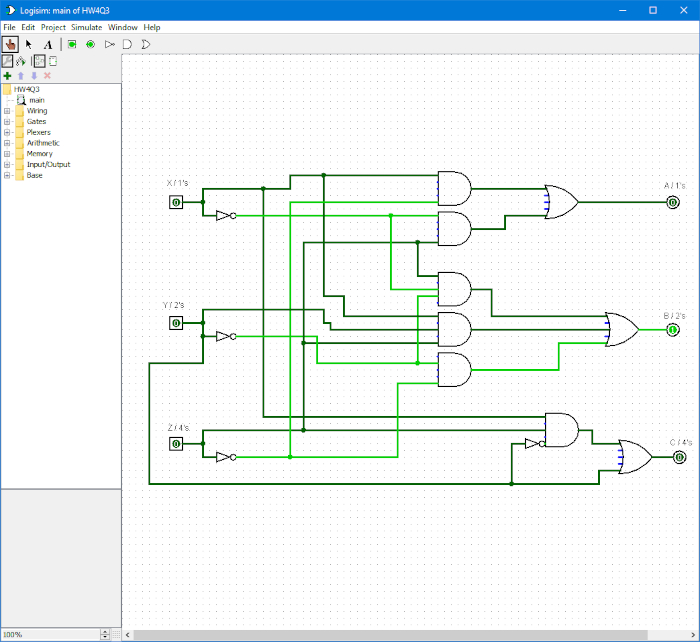 Logisim: main of HW4Q3
File Edit Project Simulate Window Help
A
HW4Q3
main
Wiring
Gates
Plexers
Arithmetic
Memory
Input/Output
Base
X / 1's
A / 1's
0
0
Y / 2's
B / 2's
0
1
Z / 4's
C / 4's
0
0
100%